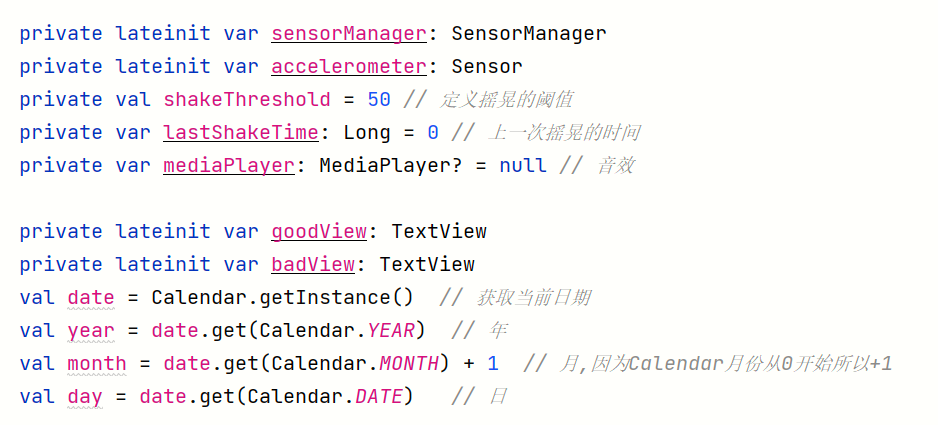 private lateinit var sensorManager: SensorManager
private lateinit var accelerometer: Sensor
private val shakeThreshold = 50 // 定义摇晃的阈值
private var lastShakeTime: Long = 0 // 上一次摇晃的时间
private var mediaPlayer: MediaPlayer? = null // 音效
private lateinit var goodView: TextView
private lateinit var badView: TextView
val date = Calendar.getInstance()  // 获取当前日期
val year = date.get(Calendar.YEAR)  // 年
val month = date.get(Calendar.MONTH) + 1  // 月,因为Calendar月份从0开始所以+1
val day = date.get(Calendar.DATE)   // 日